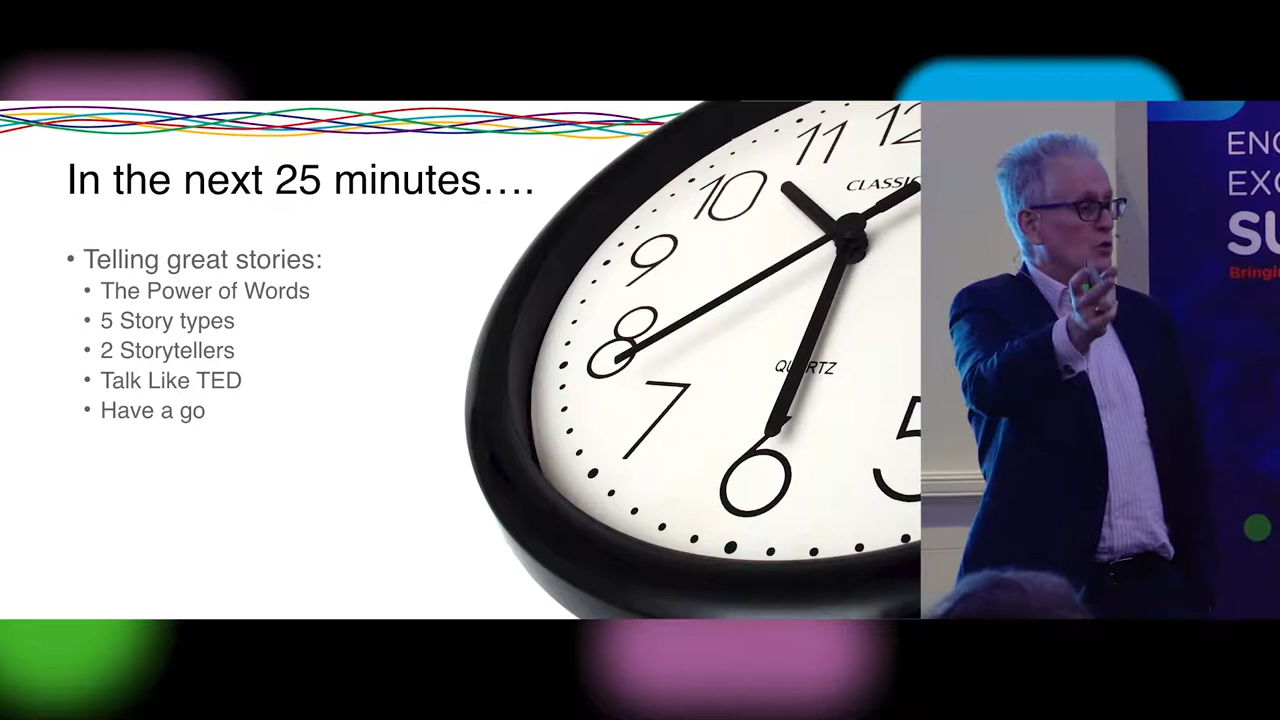 In the next 25 minutes….
• Telling great stories:
• The Power of Words
• 5 Story types
• 2 Storytellers
• Talk Like TED
• Have a go
11
12
10
9
8
7
6
5
CLASSIC
QUARTZ